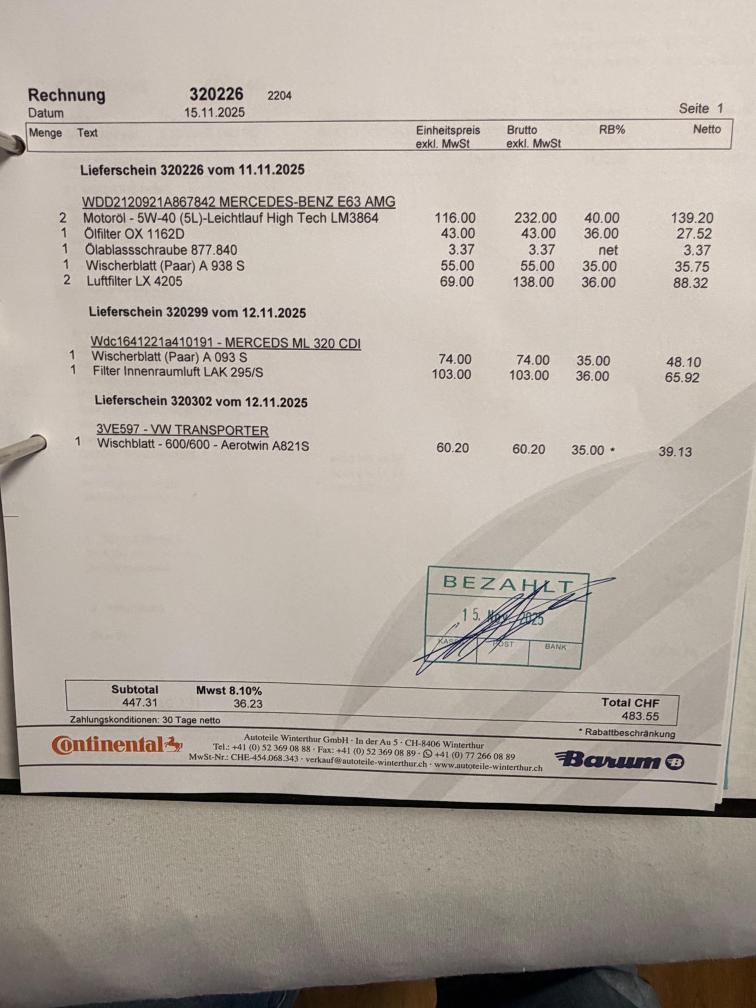 Rechnung 320226 2204
Datum 15.11.2025 Seite 1
Menge Text Einheitspreis exkl. MwSt Brutto exkl. MwSt RB% Netto
Lieferschein 320226 vom 11.11.2025
WDD2120921A867842 MERCEDES-BENZ E63 AMG
2 Motoröl - 5W-40 (5L)-Leichtlauf High Tech LM3864 116.00 232.00 40.00 139.20
1 Ölfilter OX 1162D 43.00 43.00 36.00 27.52
1 Ölablassschraube 877.840 3.37 3.37 net 3.37
1 Wischerblatt (Paar) A 938 S 55.00 55.00 35.00 35.75
2 Luftfilter LX 4205 69.00 138.00 36.00 88.32
Lieferschein 320299 vom 12.11.2025
Wdc1641221a410191 - MERCEDS ML 320 CDI
1 Wischerblatt (Paar) A 093 S 74.00 74.00 35.00 48.10
1 Filter Innenraumluft LAK 295/S 103.00 103.00 36.00 65.92
Lieferschein 320302 vom 12.11.2025
3VE597 - VW TRANSPORTER
1 Wischblatt - 600/600 - Aerotwin A821S 60.20 60.20 35.00 * 39.13
BEZAHLT
15. Nov. 2025
KASSE POST BANK
Subtotal Mwst 8.10% Total CHF
447.31 36.23 483.55
Zahlungskonditionen: 30 Tage netto * Rabattbeschränkung
Continental
Autoteile Winterthur GmbH · In der Au 5 · CH-8406 Winterthur
Tel.: +41 (0) 52 369 08 88 · Fax: +41 (0) 52 369 08 89 · +41 (0) 77 266 08 89
MwSt-Nr.: CHE-454.068.343 · verkauf@autoteile-winterthur.ch · www.autoteile-winterthur.ch
Barum B